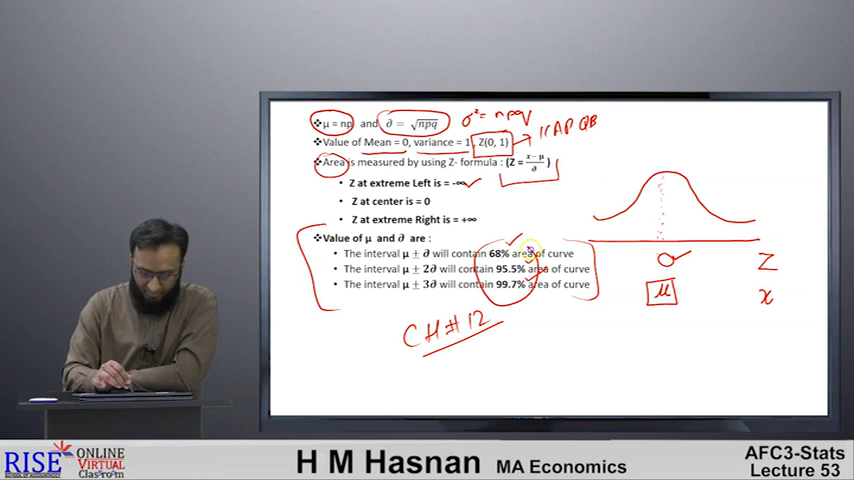 ❖μ = np and ∂ = √npq σ² = npq
❖Value of Mean = 0, variance = 1, Z(0, 1) ICAP QB
❖Area is measured by using Z- formula : (Z = x − μ / ∂)
• Z at extreme Left is = -∞
• Z at center is = 0
• Z at extreme Right is = +∞
❖Value of μ and ∂ are :
• The interval μ ± ∂ will contain 68% area of curve
• The interval μ ± 2∂ will contain 95.5% area of curve
• The interval μ ± 3∂ will contain 99.7% area of curve
CH#12
0 Z
μ x
RISE
SCHOOL OF ACCOUNTANCY
ONLINE
VIRTUAL
Classroom
H M Hasnan MA Economics
AFC3-Stats
Lecture 53